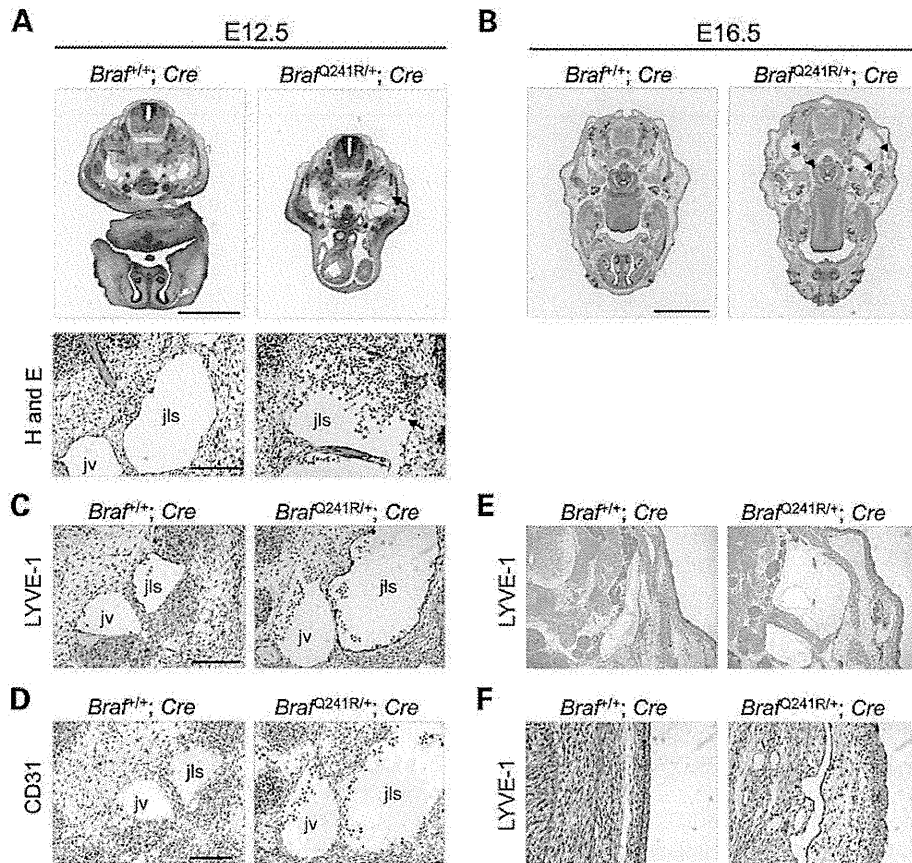 A
E12.5
Braf+/+; Cre
BrafQ241R/+; Cre
B
E16.5
Braf+/+; Cre
BrafQ241R/+; Cre
H and E
jls
jv
jls
C
Braf+/+; Cre
BrafQ241R/+; Cre
LYVE-1
jls
jv
jls
jv
E
Braf+/+; Cre
BrafQ241R/+; Cre
LYVE-1
D
Braf+/+; Cre
BrafQ241R/+; Cre
CD31
jls
jv
jls
jv
F
Braf+/+; Cre
BrafQ241R/+; Cre
LYVE-1